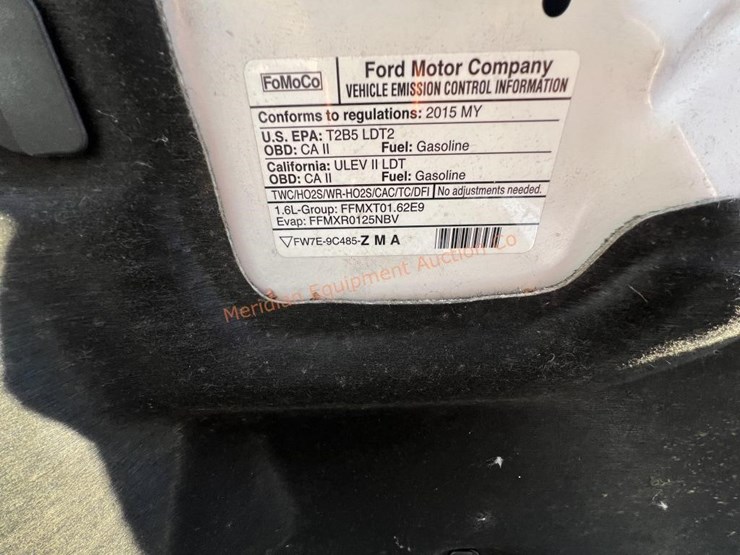 FoMoCo
Ford Motor Company
VEHICLE EMISSION CONTROL INFORMATION
Conforms to regulations: 2015 MY
U.S. EPA: T2B5 LDT2
OBD: CA II Fuel: Gasoline
California: ULEV II LDT
OBD: CA II Fuel: Gasoline
TWC/HO2S/WR-HO2S/CAC/TC/DFI No adjustments needed.
1.6L-Group: FFMXT01.62E9
Evap: FFMXR0125NBV
FW7E-9C485-Z M A
Meridian Equipment Auction Co